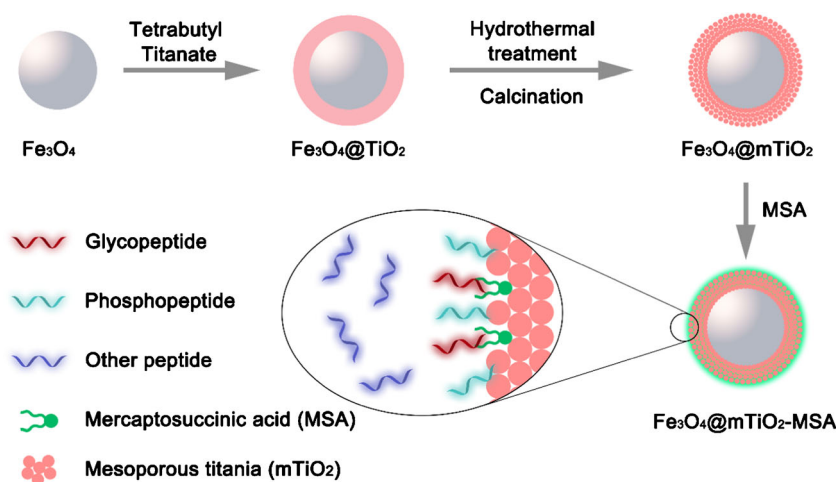 Tetrabutyl
Titanate
Hydrothermal
treatment
Calcination
Fe₃O₄
Fe₃O₄@TiO₂
Fe₃O₄@mTiO₂
MSA
Glycopeptide
Phosphopeptide
Other peptide
Mercaptosuccinic acid (MSA)
Mesoporous titania (mTiO₂)
Fe₃O₄@mTiO₂-MSA